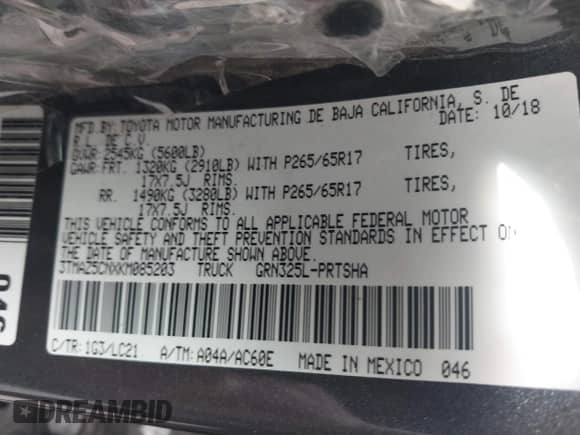 MFD.BY: TOYOTA MOTOR MANUFACTURING DE BAJA CALIFORNIA, S. DE
R.L. DE C.V. DATE: 10/18
GVWR: 2545KG (5600LB)
GAWR: FRT. 1320KG (2910LB) WITH P265/65R17 TIRES,
17X7.5J RIMS.
RR. 1490KG (3280LB) WITH P265/65R17 TIRES,
17X7.5J RIMS.
THIS VEHICLE CONFORMS TO ALL APPLICABLE FEDERAL MOTOR
VEHICLE SAFETY AND THEFT PREVENTION STANDARDS IN EFFECT ON
THE DATE OF MANUFACTURE SHOWN ABOVE.
3TMAZ5CNXKM085203 TRUCK GRN325L-PRTSHA
C/TR: 1G3/LC21 A/TM: A04A/AC60E MADE IN MEXICO 046
046
DREAMBID